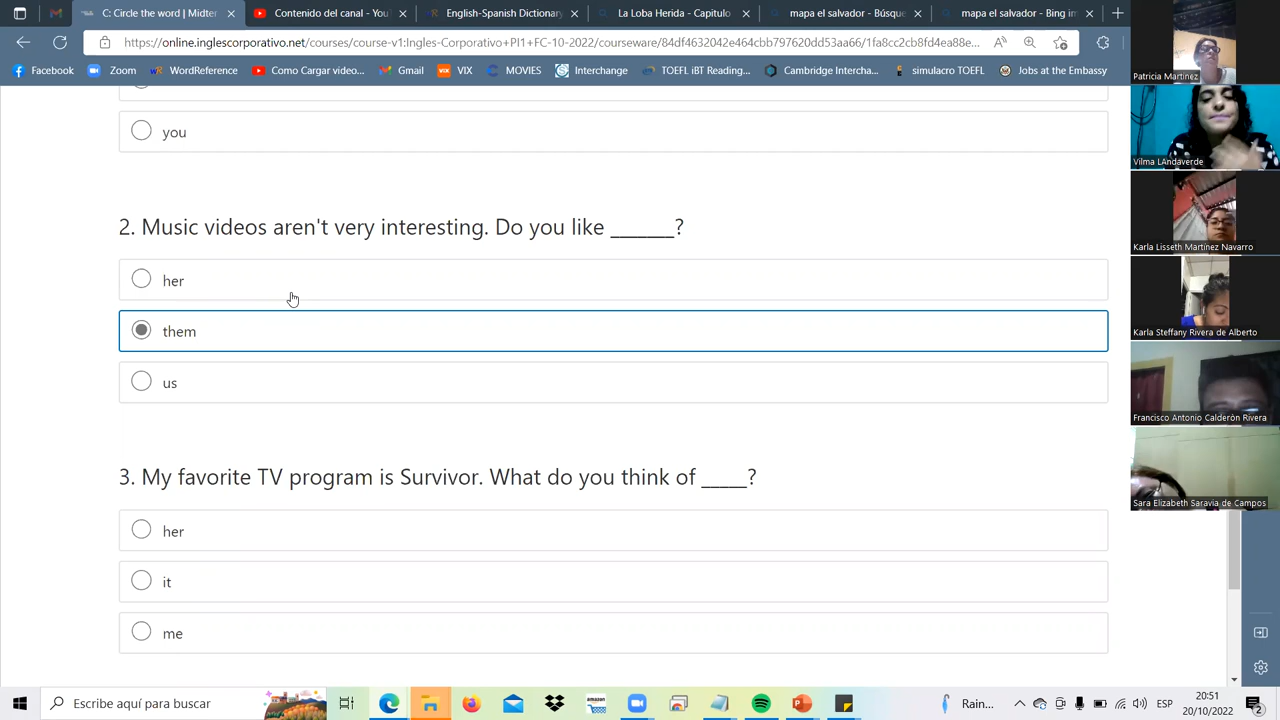 C: Circle the word | Midter
Contenido del canal - You
English-Spanish Dictionary
La Loba Herida - Capitulo
mapa el salvador - Búsque
mapa el salvador - Bing im
https://online.inglescorporativo.net/courses/course-v1:Ingles-Corporativo+PI1+FC-10-2022/courseware/84df4632042e464cbb797620dd53aa66/1fa8cc2cb8fd4ea88e...
Facebook
Zoom
WordReference
Como Cargar video...
Gmail
VIX
MOVIES
Interchange
TOEFL iBT Reading...
Cambridge Intercha...
simulacro TOEFL
Jobs at the Embassy
you
2. Music videos aren't very interesting. Do you like _______?
her
them
us
3. My favorite TV program is Survivor. What do you think of _____?
her
it
me
Patricia Martinez
Vilma LAndaverde
Karla Lisseth Martínez Navarro
Karla Steffany Rivera de Alberto
Francisco Antonio Calderón Rivera
Sara Elizabeth Saravia de Campos
Escribe aquí para buscar
Rain...
ESP
20:51
20/10/2022
2